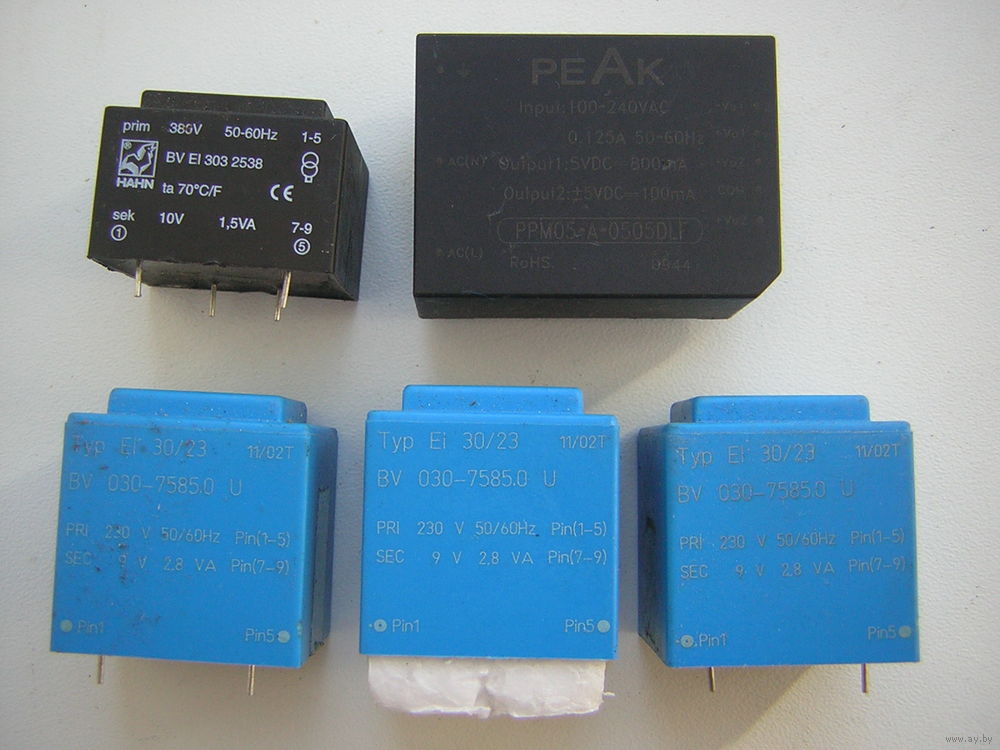 prim 380V 50-60Hz 1-5
BV EI 303 2538
HAHN
ta 70°C/F CE
sek 10V 1,5VA 7-9
1 5
PEAK
Input:100-240VAC
0.125A 50-60Hz
AC(N) Output1:5VDC-800mA +Vo2
Output2:±5VDC-100mA COM
PPM05-A-0505DLF
AC(L) RoHS 0944
Typ EI 30/23 11/02T
BV 030-7585.0 U
PRI 230 V 50/60Hz Pin(1-5)
SEC 9 V 2,8 VA Pin(7-9)
Pin1 Pin5
Typ Ei 30/23 11/02T
BV 030-7585.0 U
PRI 230 V 50/60Hz Pin(1-5)
SEC 9 V 2,8 VA Pin(7-9)
Pin1 Pin5
Typ EI 30/23 11/02T
BV 030-7585.0 U
PRI 230 V 50/60Hz Pin(1-5)
SEC 9 V 2,8 VA Pin(7-9)
Pin1 Pin5
www.ay.by